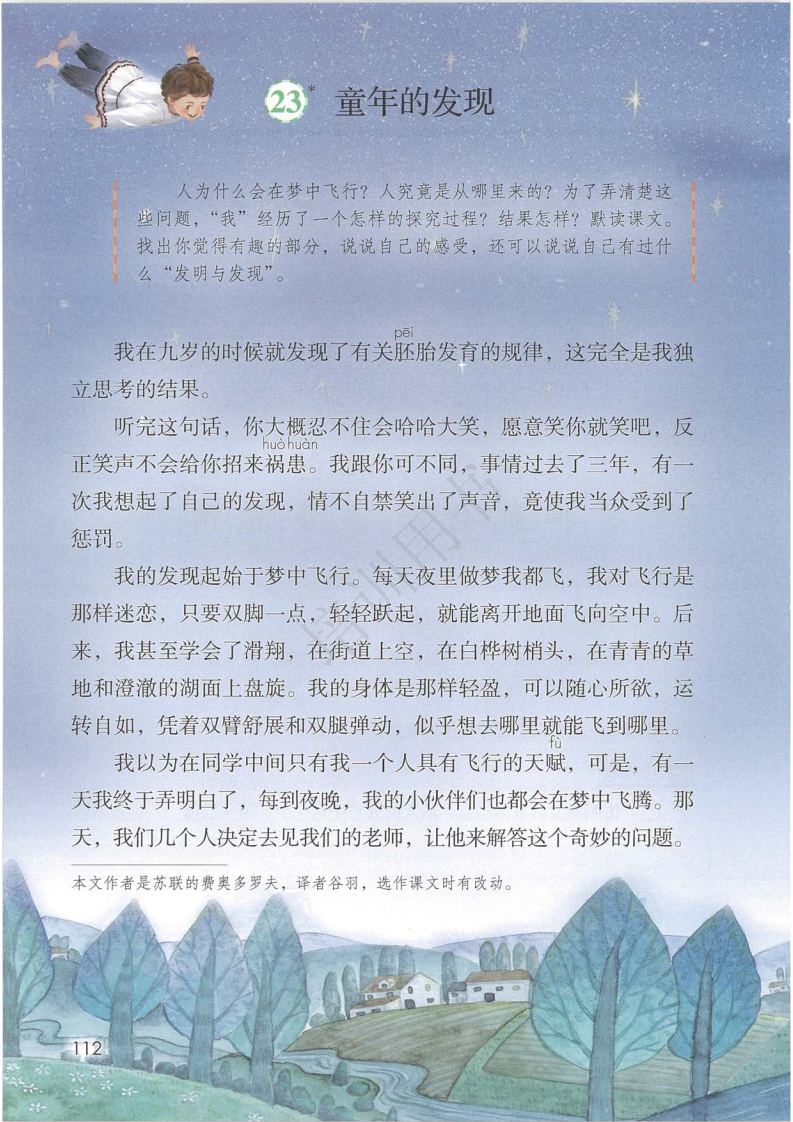 23* 童年的发现
人为什么会在梦中飞行?人究竟是从哪里来的?为了弄清楚这
些问题,“我”经历了一个怎样的探究过程?结果怎样?默读课文。
找出你觉得有趣的部分,说说自己的感受,还可以说说自己有过什
么“发明与发现”。
pēi
我在九岁的时候就发现了有关胚胎发育的规律,这完全是我独
立思考的结果。
听完这句话,你大概忍不住会哈哈大笑,愿意笑你就笑吧,反
huò huàn
正笑声不会给你招来祸患。我跟你可不同,事情过去了三年,有一
次我想起了自己的发现,情不自禁笑出了声音,竟使我当众受到了
惩罚。
我的发现起始于梦中飞行。每天夜里做梦我都飞,我对飞行是
那样迷恋,只要双脚一点,轻轻跃起,就能离开地面飞向空中。后
来,我甚至学会了滑翔,在街道上空,在白桦树梢头,在青青的草
地和澄澈的湖面上盘旋。我的身体是那样轻盈,可以随心所欲,运
转自如,凭着双臂舒展和双腿弹动,似乎想去哪里就能飞到哪里。
fù
我以为在同学中间只有我一个人具有飞行的天赋,可是,有一
天我终于弄明白了,每到夜晚,我的小伙伴们也都会在梦中飞腾。那
天,我们几个人决定去见我们的老师,让他来解答这个奇妙的问题。
本文作者是苏联的费奥多罗夫,译者谷羽,选作课文时有改动。
112
培训用书